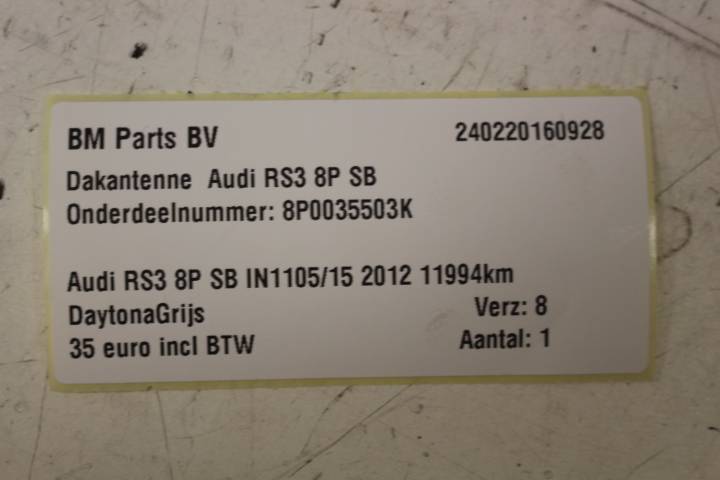 BM Parts BV 240220160928
Dakantenne Audi RS3 8P SB
Onderdeelnummer: 8P0035503K
Audi RS3 8P SB IN1105/15 2012 11994km
DaytonaGrijs Verz: 8
35 euro incl BTW Aantal: 1